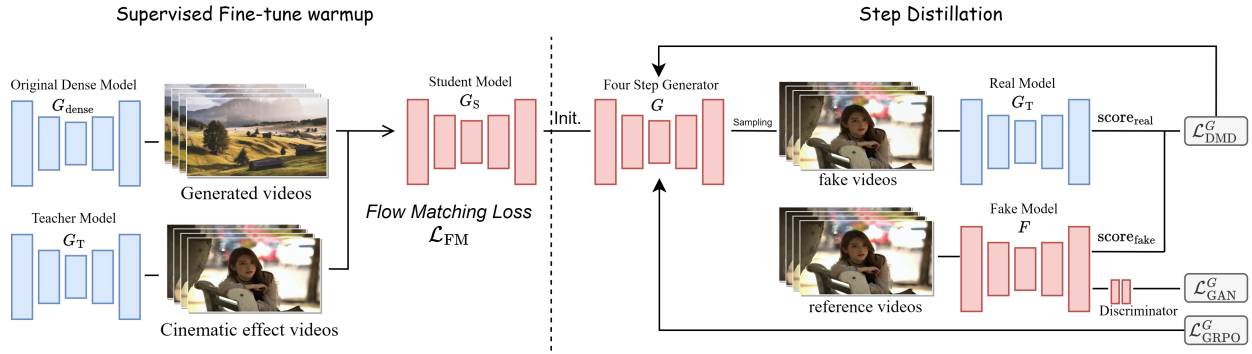 Supervised Fine-tune warmup
Original Dense Model
G_dense
Generated videos
Teacher Model
G_T
Cinematic effect videos
Student Model
G_S
Flow Matching Loss
ℒ_FM
Step Distillation
Init.
Four Step Generator
G
Sampling
fake videos
Real Model
G_T
score_real
ℒ^G_DMD
reference videos
Fake Model
F
score_fake
Discriminator
ℒ^G_GAN
ℒ^G_GRPO